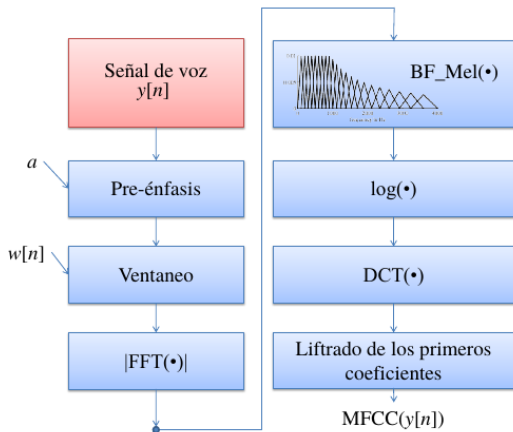 Señal de voz
y[n]
a
Pre-énfasis
w[n]
Ventaneo
|FFT(•)|
BF_Mel(•)
log(•)
DCT(•)
Liftrado de los primeros
coeficientes
MFCC(y[n])